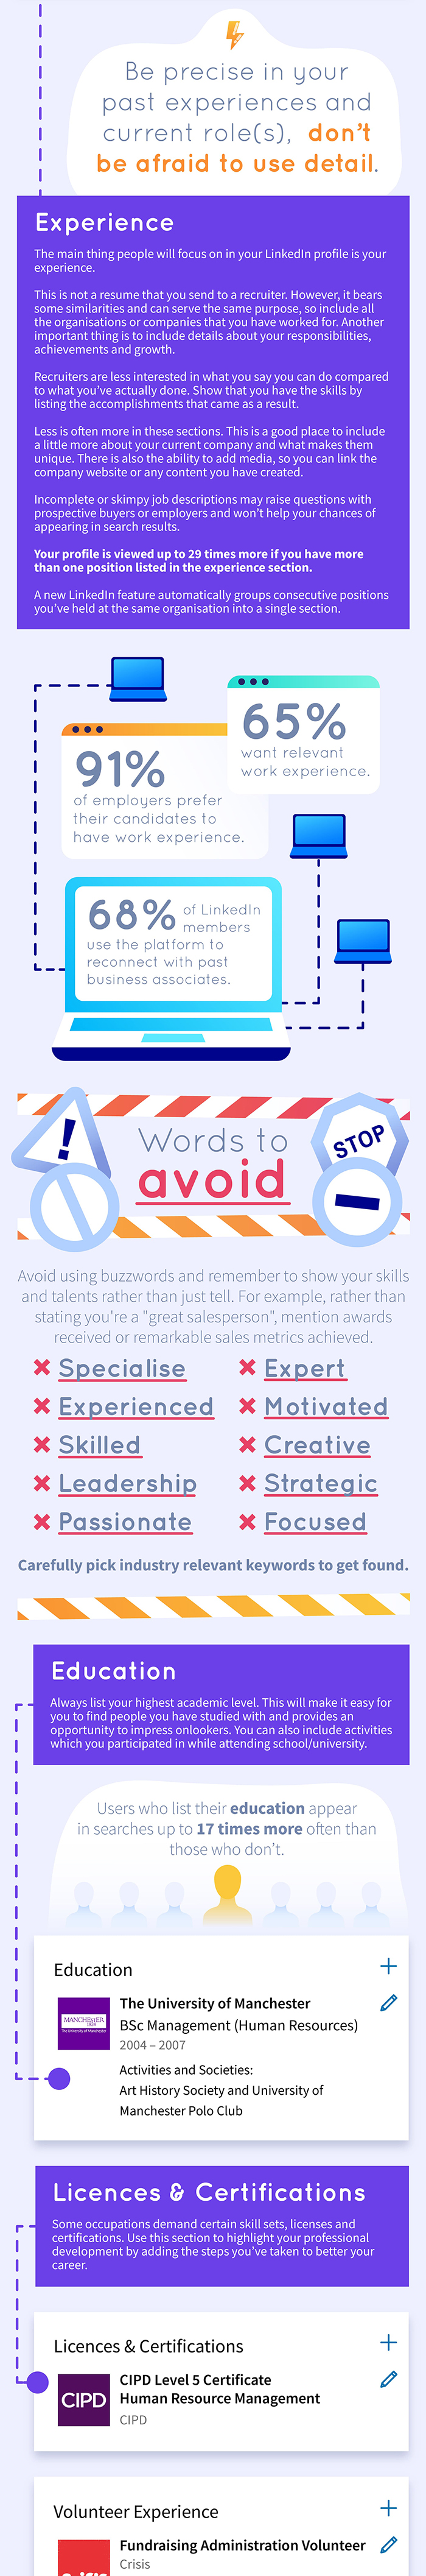 Be precise in your
past experiences and
current role(s), don't
be afraid to use detail.
Experience
The main thing people will focus on in your LinkedIn profile is your
experience.
This is not a resume that you send to a recruiter. However, it bears
some similarities and can serve the same purpose, so include all
the organisations or companies that you have worked for. Another
important thing is to include details about your responsibilities,
achievements and growth.
Recruiters are less interested in what you say you can do compared
to what you've actually done. Show that you have the skills by
listing the accomplishments that came as a result.
Less is often more in these sections. This is a good place to include
a little more about your current company and what makes them
unique. There is also the ability to add media, so you can link the
company website or any content you have created.
Incomplete or skimpy job descriptions may raise questions with
prospective buyers or employers and won't help your chances of
appearing in search results.
Your profile is viewed up to 29 times more if you have more
than one position listed in the experience section.
A new LinkedIn feature automatically groups consecutive positions
you've held at the same organisation into a single section.
65%
want relevant
work experience.
91%
of employers prefer
their candidates to
have work experience.
68% of LinkedIn
members
use the platform to
reconnect with past
business associates.
!
Words to
avoid
STOP
Avoid using buzzwords and remember to show your skills
and talents rather than just tell. For example, rather than
stating you're a "great salesperson", mention awards
received or remarkable sales metrics achieved.
Specialise
Expert
Experienced
Motivated
Skilled
Creative
Leadership
Strategic
Passionate
Focused
Carefully pick industry relevant keywords to get found.
Education
Always list your highest academic level. This will make it easy for
you to find people you have studied with and provides an
opportunity to impress onlookers. You can also include activities
which you participated in while attending school/university.
Users who list their education appear
in searches up to 17 times more often than
those who don't.
Education
MANCHESTER
1824
The University of Manchester
The University of Manchester
BSc Management (Human Resources)
2004 – 2007
Activities and Societies:
Art History Society and University of
Manchester Polo Club
Licences & Certifications
Some occupations demand certain skill sets, licenses and
certifications. Use this section to highlight your professional
development by adding the steps you've taken to better your
career.
Licences & Certifications
CIPD
CIPD Level 5 Certificate
Human Resource Management
CIPD
Volunteer Experience
Fundraising Administration Volunteer
Crisis